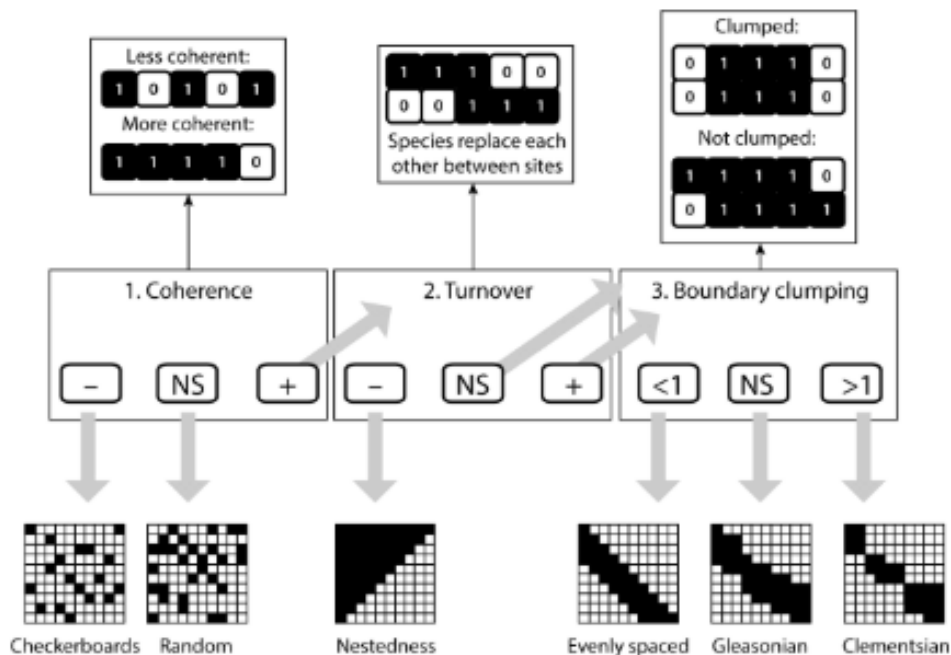 Less coherent:
1 0 1 0 1
More coherent:
1 1 1 1 0
1 1 1 0 0
0 0 1 1 1
Species replace each
other between sites
Clumped:
0 1 1 1 0
0 1 1 1 0
Not clumped:
1 1 1 1 0
0 1 1 1 1
1. Coherence
– NS +
2. Turnover
– NS +
3. Boundary clumping
<1 NS >1
Checkerboards
Random
Nestedness
Evenly spaced
Gleasonian
Clementsian